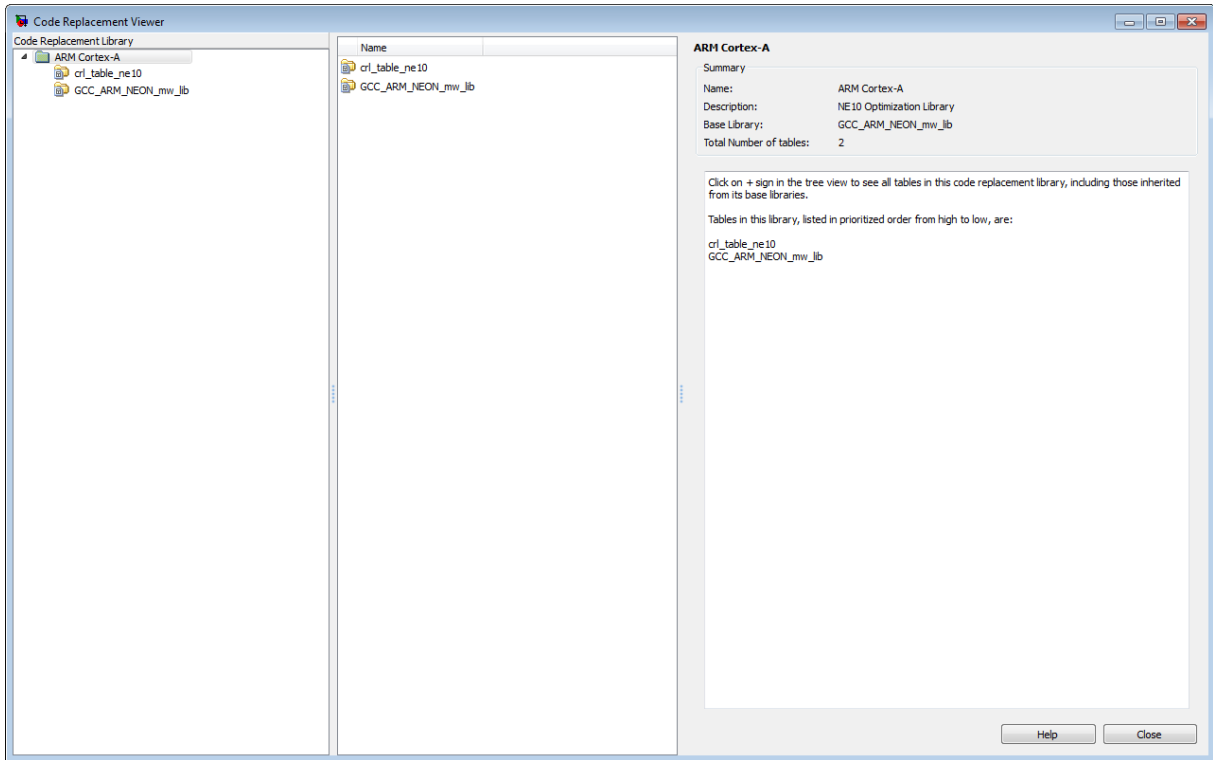 Code Replacement Viewer
Code Replacement Library
ARM Cortex-A
crl_table_ne10
GCC_ARM_NEON_mw_lib
Name
crl_table_ne10
GCC_ARM_NEON_mw_lib
ARM Cortex-A
Summary
Name: ARM Cortex-A
Description: NE10 Optimization Library
Base Library: GCC_ARM_NEON_mw_lib
Total Number of tables: 2
Click on + sign in the tree view to see all tables in this code replacement library, including those inherited
from its base libraries.
Tables in this library, listed in prioritized order from high to low, are:
crl_table_ne10
GCC_ARM_NEON_mw_lib
Help Close